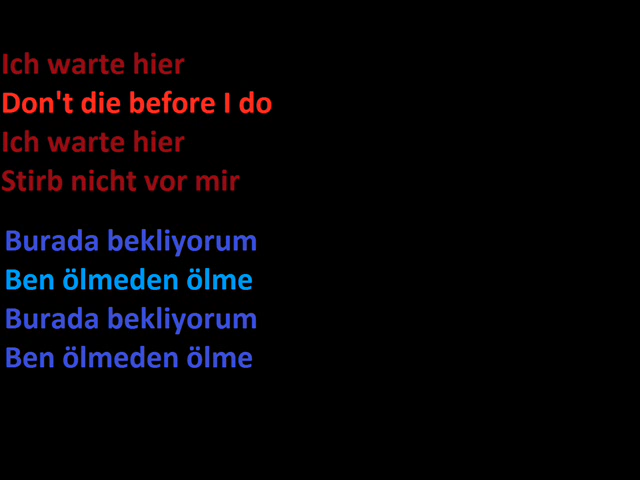 Ich warte hier
Don't die before I do
Ich warte hier
Stirb nicht vor mir
Burada bekliyorum
Ben ölmeden ölme
Burada bekliyorum
Ben ölmeden ölme